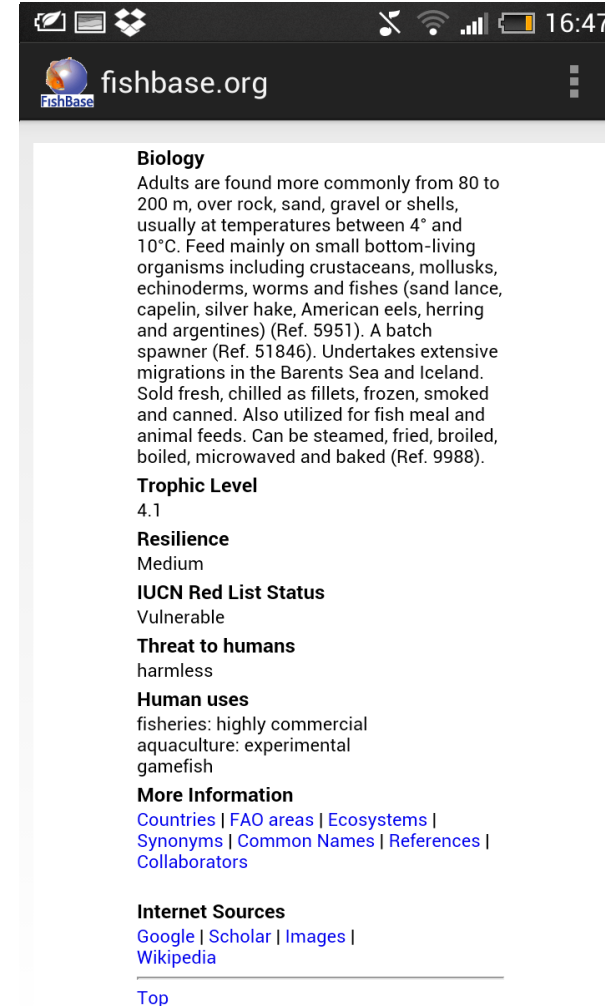 16:47
FishBase
fishbase.org
Biology
Adults are found more commonly from 80 to
200 m, over rock, sand, gravel or shells,
usually at temperatures between 4° and
10°C. Feed mainly on small bottom-living
organisms including crustaceans, mollusks,
echinoderms, worms and fishes (sand lance,
capelin, silver hake, American eels, herring
and argentines) (Ref. 5951). A batch
spawner (Ref. 51846). Undertakes extensive
migrations in the Barents Sea and Iceland.
Sold fresh, chilled as fillets, frozen, smoked
and canned. Also utilized for fish meal and
animal feeds. Can be steamed, fried, broiled,
boiled, microwaved and baked (Ref. 9988).
Trophic Level
4.1
Resilience
Medium
IUCN Red List Status
Vulnerable
Threat to humans
harmless
Human uses
fisheries: highly commercial
aquaculture: experimental
gamefish
More Information
Countries | FAO areas | Ecosystems |
Synonyms | Common Names | References |
Collaborators
Internet Sources
Google | Scholar | Images |
Wikipedia
Top